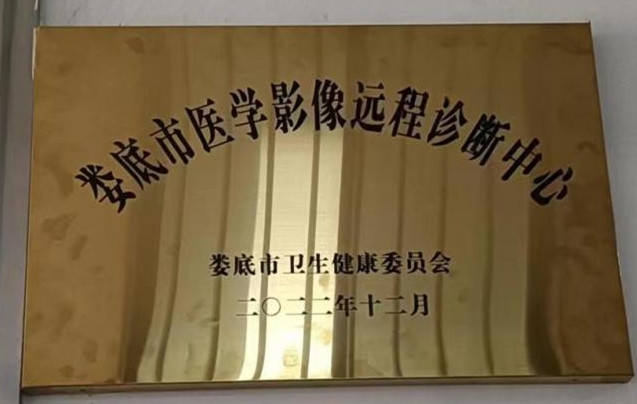 娄底市医学影像远程诊断中心
娄底市卫生健康委员会
二〇二二年十二月